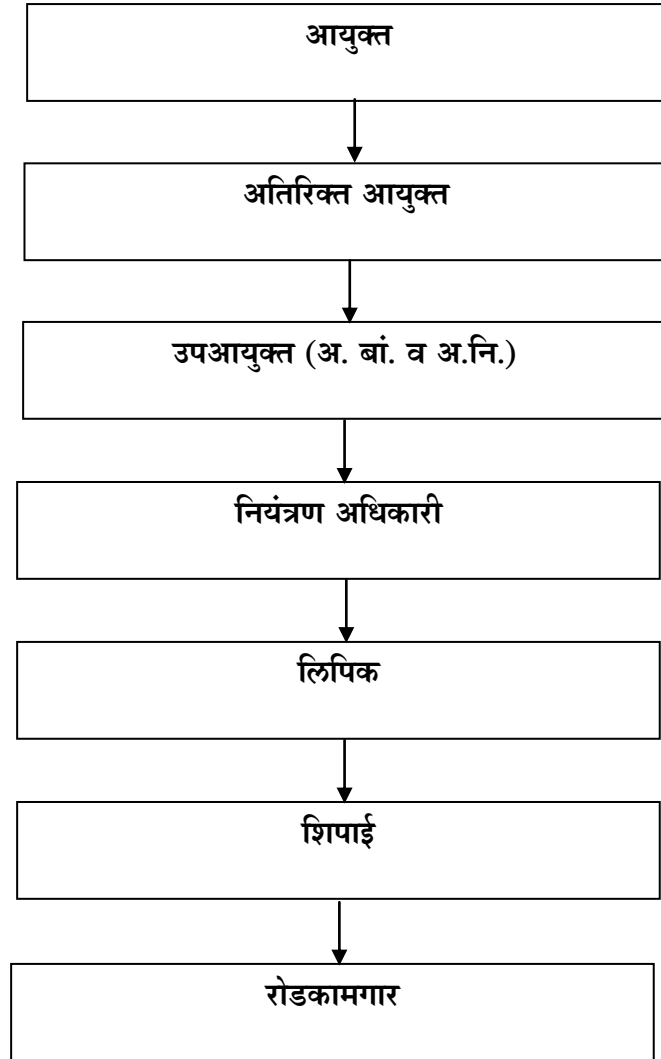 आयुक्त
अतिरिक्त आयुक्त
उपआयुक्त (अ. बां. व अ.नि.)
नियंत्रण अधिकारी
लिपिक
शिपाई
रोडकामगार